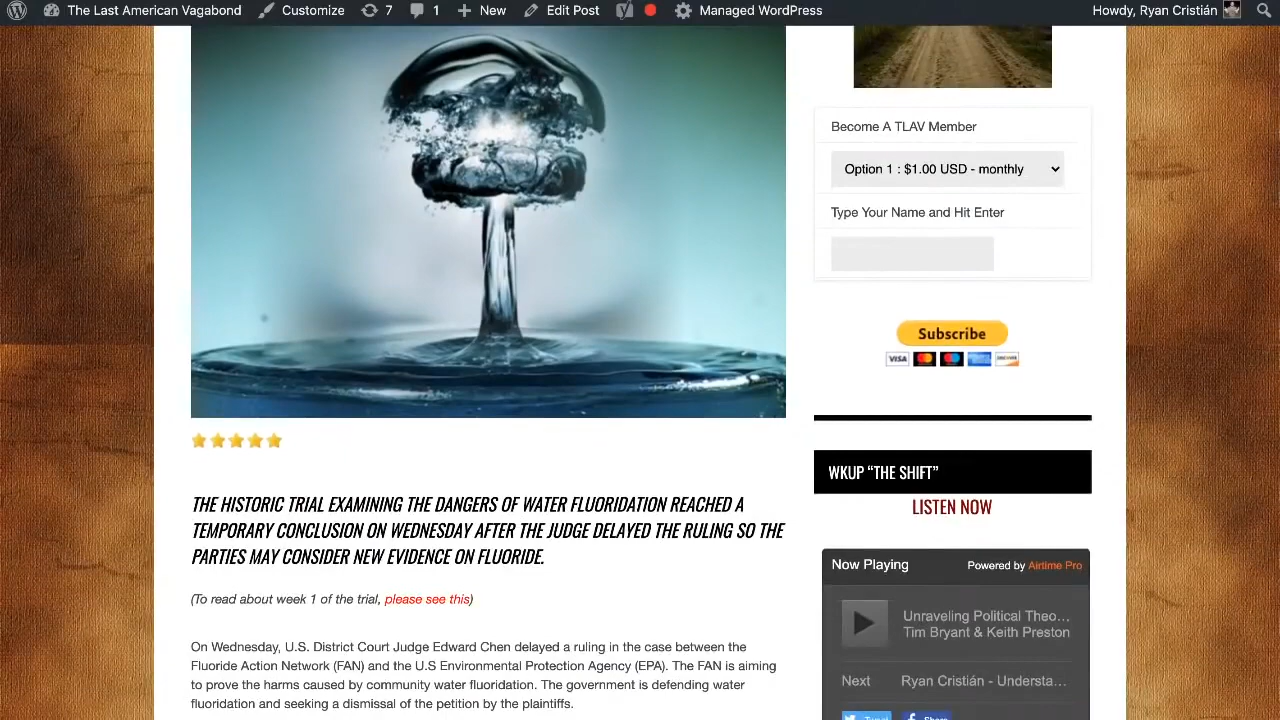 The Last American Vagabond Customize 7 1 New Edit Post Managed WordPress Howdy, Ryan Cristián
Become A TLAV Member
Option 1 : $1.00 USD - monthly
Type Your Name and Hit Enter
Subscribe
VISA
WKUP “THE SHIFT”
LISTEN NOW
THE HISTORIC TRIAL EXAMINING THE DANGERS OF WATER FLUORIDATION REACHED A
TEMPORARY CONCLUSION ON WEDNESDAY AFTER THE JUDGE DELAYED THE RULING SO THE
PARTIES MAY CONSIDER NEW EVIDENCE ON FLUORIDE.
(To read about week 1 of the trial, please see this)
On Wednesday, U.S. District Court Judge Edward Chen delayed a ruling in the case between the
Fluoride Action Network (FAN) and the U.S Environmental Protection Agency (EPA). The FAN is aiming
to prove the harms caused by community water fluoridation. The government is defending water
fluoridation and seeking a dismissal of the petition by the plaintiffs.
Now Playing Powered by Airtime Pro
Unraveling Political Theo...
Tim Bryant & Keith Preston
Next Ryan Cristián - Understa...
Tweet Share